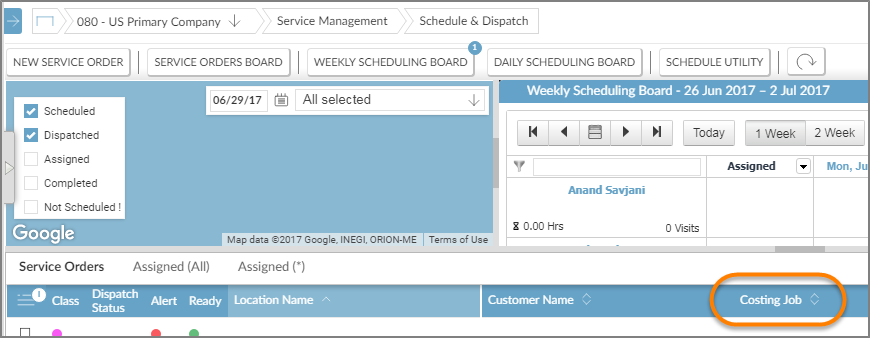 080 - US Primary Company Service Management Schedule & Dispatch
NEW SERVICE ORDER SERVICE ORDERS BOARD WEEKLY SCHEDULING BOARD 1 DAILY SCHEDULING BOARD SCHEDULE UTILITY
Scheduled
Dispatched
Assigned
Completed
Not Scheduled !
06/29/17 All selected
Google
Map data ©2017 Google, INEGI, ORION-ME Terms of Use
Weekly Scheduling Board - 26 Jun 2017 – 2 Jul 2017
Today 1 Week 2 Week
Assigned Mon, Ju
Anand Savjani
0.00 Hrs 0 Visits
Service Orders Assigned (All) Assigned (*)
Class Dispatch Status Alert Ready Location Name Customer Name Costing Job